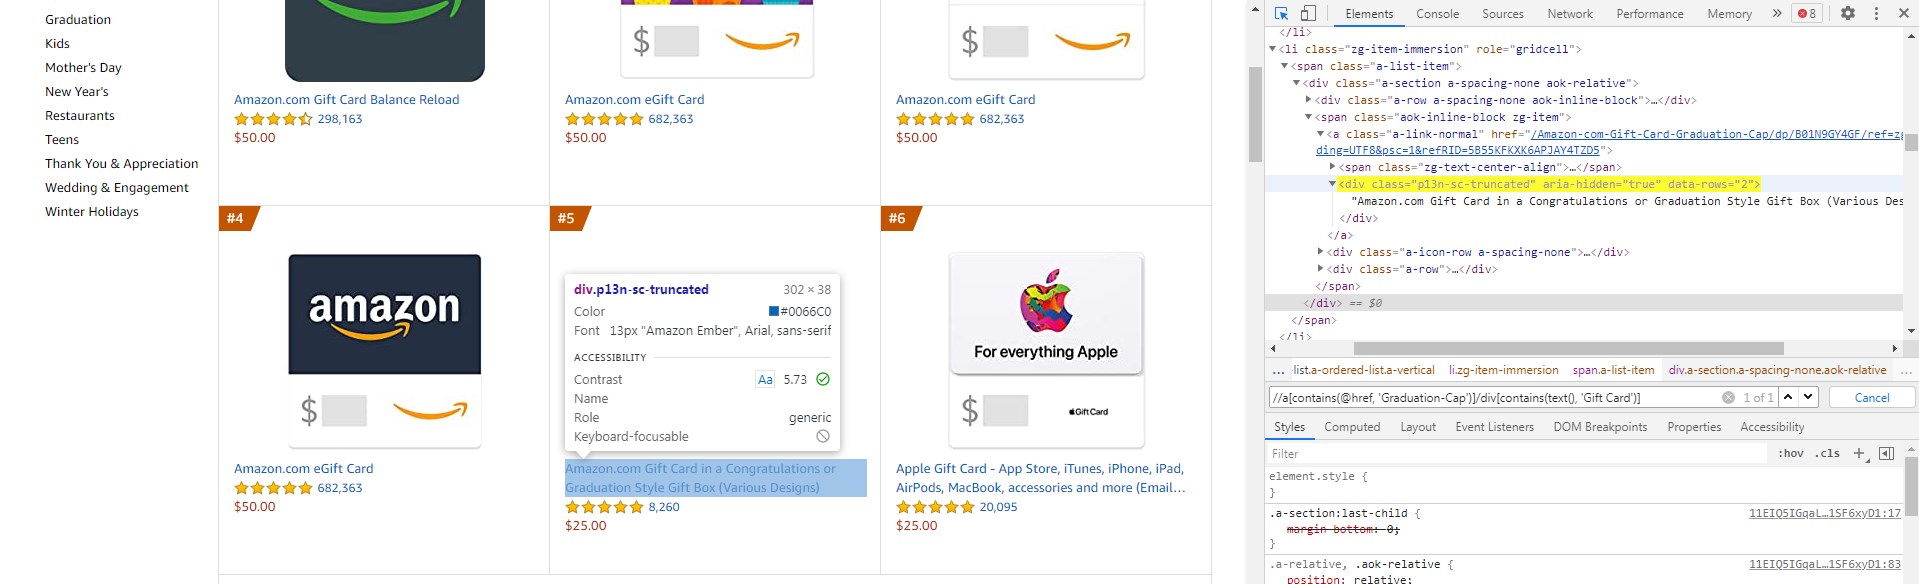 Graduation
Kids
Mother's Day
New Year's
Restaurants
Teens
Thank You & Appreciation
Wedding & Engagement
Winter Holidays
$
$
Amazon.com Gift Card Balance Reload
298,163
$50.00
Amazon.com eGift Card
682,363
$50.00
Amazon.com eGift Card
682,363
$50.00
#4
amazon
$
Amazon.com eGift Card
682,363
$50.00
#5
div.p13n-sc-truncated 302 × 38
Color #0066C0
Font 13px "Amazon Ember", Arial, sans-serif
ACCESSIBILITY
Contrast Aa 5.73
Name
Role generic
Keyboard-focusable
Amazon.com Gift Card in a Congratulations or
Graduation Style Gift Box (Various Designs)
8,260
$25.00
#6
For everything Apple
$ Gift Card
Apple Gift Card - App Store, iTunes, iPhone, iPad,
AirPods, MacBook, accessories and more (Email…
20,095
$25.00
Elements Console Sources Network Performance Memory » 8
</li>
<li class="zg-item-immersion" role="gridcell">
<span class="a-list-item">
<div class="a-section a-spacing-none aok-relative">
<div class="a-row a-spacing-none aok-inline-block">…</div>
<span class="aok-inline-block zg-item">
<a class="a-link-normal" href="/Amazon-com-Gift-Card-Graduation-Cap/dp/B01N9GY4GF/ref=zg
ding=UTF8&psc=1&refRID=5B55KFKXK6APJAY4TZD5">
<span class="zg-text-center-align">…</span>
<div class="p13n-sc-truncated" aria-hidden="true" data-rows="2">
"Amazon.com Gift Card in a Congratulations or Graduation Style Gift Box (Various Des
</div>
</a>
<div class="a-icon-row a-spacing-none">…</div>
<div class="a-row">…</div>
</span>
</div> == $0
</span>
</li>
… -list.a-ordered-list.a-vertical li.zg-item-immersion span.a-list-item div.a-section.a-spacing-none.aok-relative …
//a[contains(@href, 'Graduation-Cap')]/div[contains(text(), 'Gift Card')] 1 of 1 Cancel
Styles Computed Layout Event Listeners DOM Breakpoints Properties Accessibility
Filter :hov .cls +
element.style {
}
.a-section:last-child { 11EIQ5IGqaL…1SF6xyD1:17
margin-bottom: 0;
}
.a-relative, .aok-relative { 11EIQ5IGqaL…1SF6xyD1:83
position: relative;